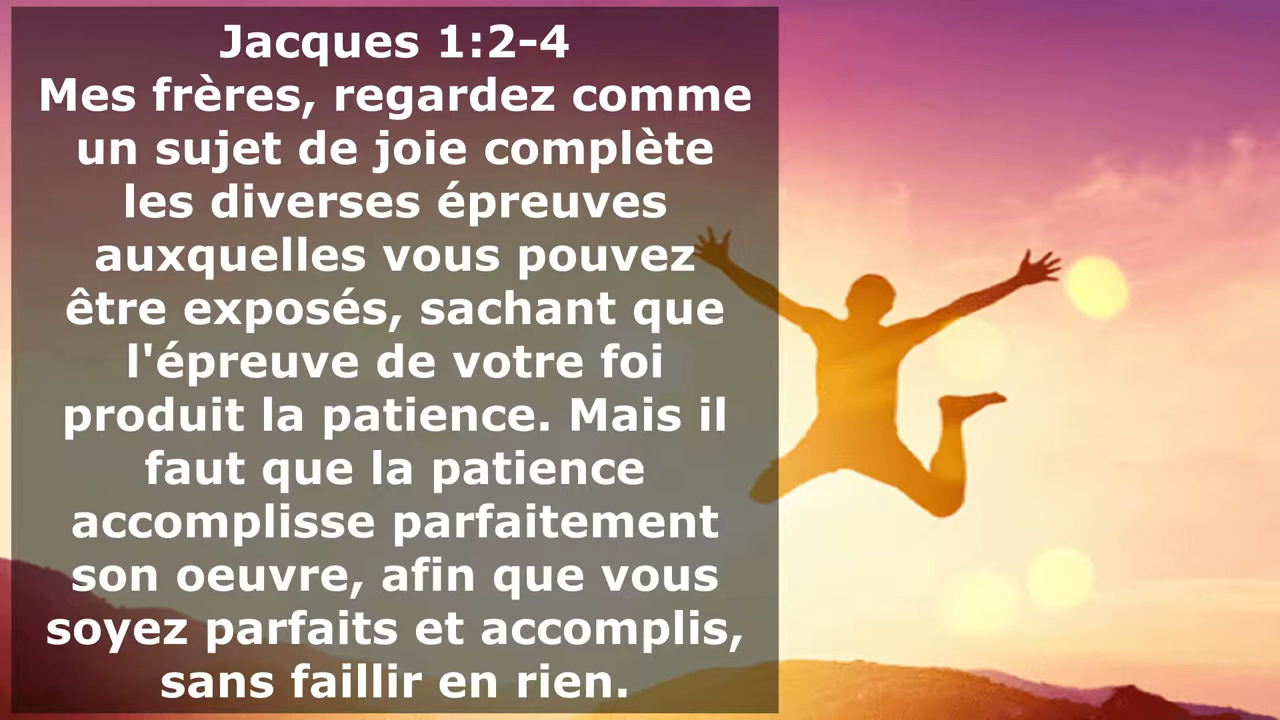 Jacques 1:2-4
Mes frères, regardez comme
un sujet de joie complète
les diverses épreuves
auxquelles vous pouvez
être exposés, sachant que
l'épreuve de votre foi
produit la patience. Mais il
faut que la patience
accomplisse parfaitement
son oeuvre, afin que vous
soyez parfaits et accomplis,
sans faillir en rien.